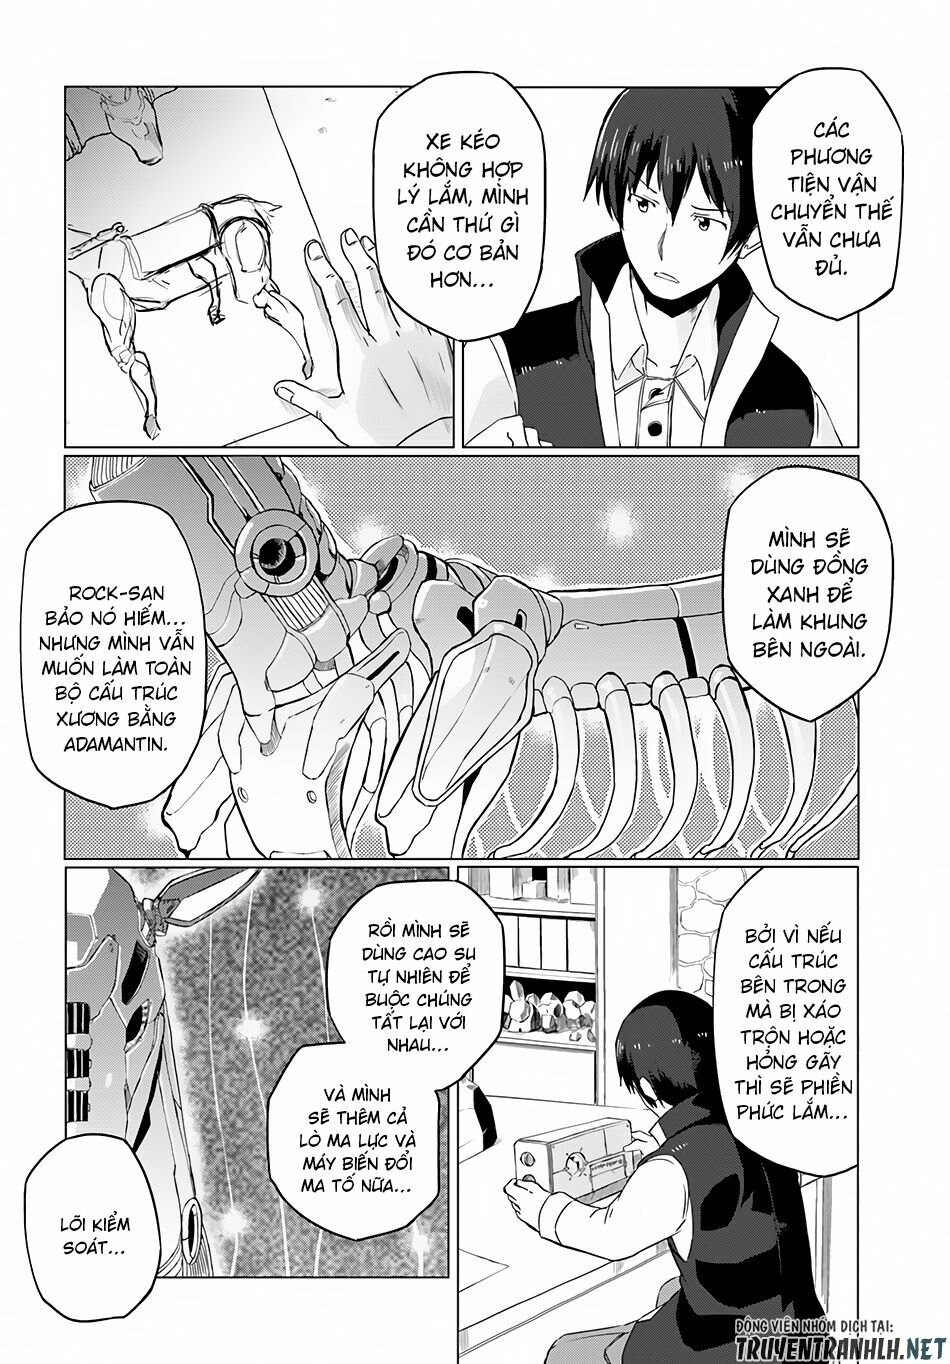 CÁC
PHƯƠNG
TIỆN VẬN
CHUYỂN THẾ
VẪN CHƯA
ĐỦ.
XE KÉO
KHÔNG HỢP
LÝ LẮM, MÌNH
CẦN THỨ GÌ
ĐÓ CƠ BẢN
HƠN...
MÌNH SẼ
DÙNG ĐỒNG
XANH ĐỂ
LÀM KHUNG
BÊN NGOÀI.
ROCK-SAN
BẢO NÓ HIẾM...
NHƯNG MÌNH VẪN
MUỐN LÀM TOÀN
BỘ CẤU TRÚC
XƯƠNG BẰNG
ADAMANTIN.
BỞI VÌ NẾU
CẤU TRÚC
BÊN TRONG
MÀ BỊ XÁO
TRỘN HOẶC
HỎNG GÃY
THÌ SẼ PHIỀN
PHỨC LẮM...
RỒI MÌNH SẼ
DÙNG CAO SU
TỰ NHIÊN ĐỂ
BUỘC CHÚNG
TẤT LẠI VỚI
NHAU...
VÀ MÌNH
SẼ THÊM CẢ
LÒ MA LỰC VÀ
MÁY BIẾN ĐỔI
MA TỐ NỮA...
LÕI KIỂM
SOÁT...
ĐỘNG VIÊN NHÓM DỊCH TẠI:
TRUYENTRANHLH.NET